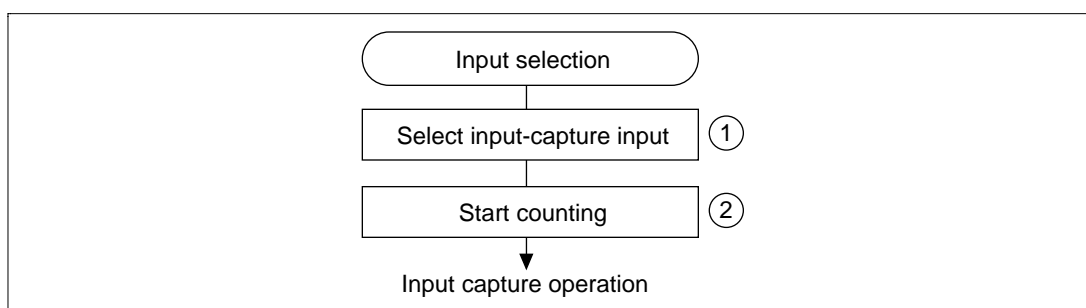 Input selection
Select input-capture input
1
Start counting
2
Input capture operation